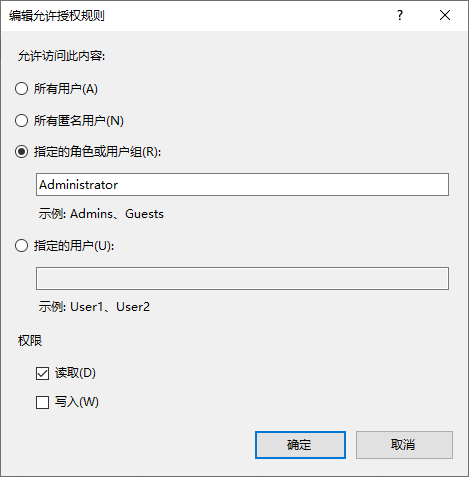 编辑允许授权规则
允许访问此内容:
所有用户(A)
所有匿名用户(N)
指定的角色或用户组(R):
Administrator
示例: Admins、Guests
指定的用户(U):
示例: User1、User2
权限
读取(D)
写入(W)
确定
取消